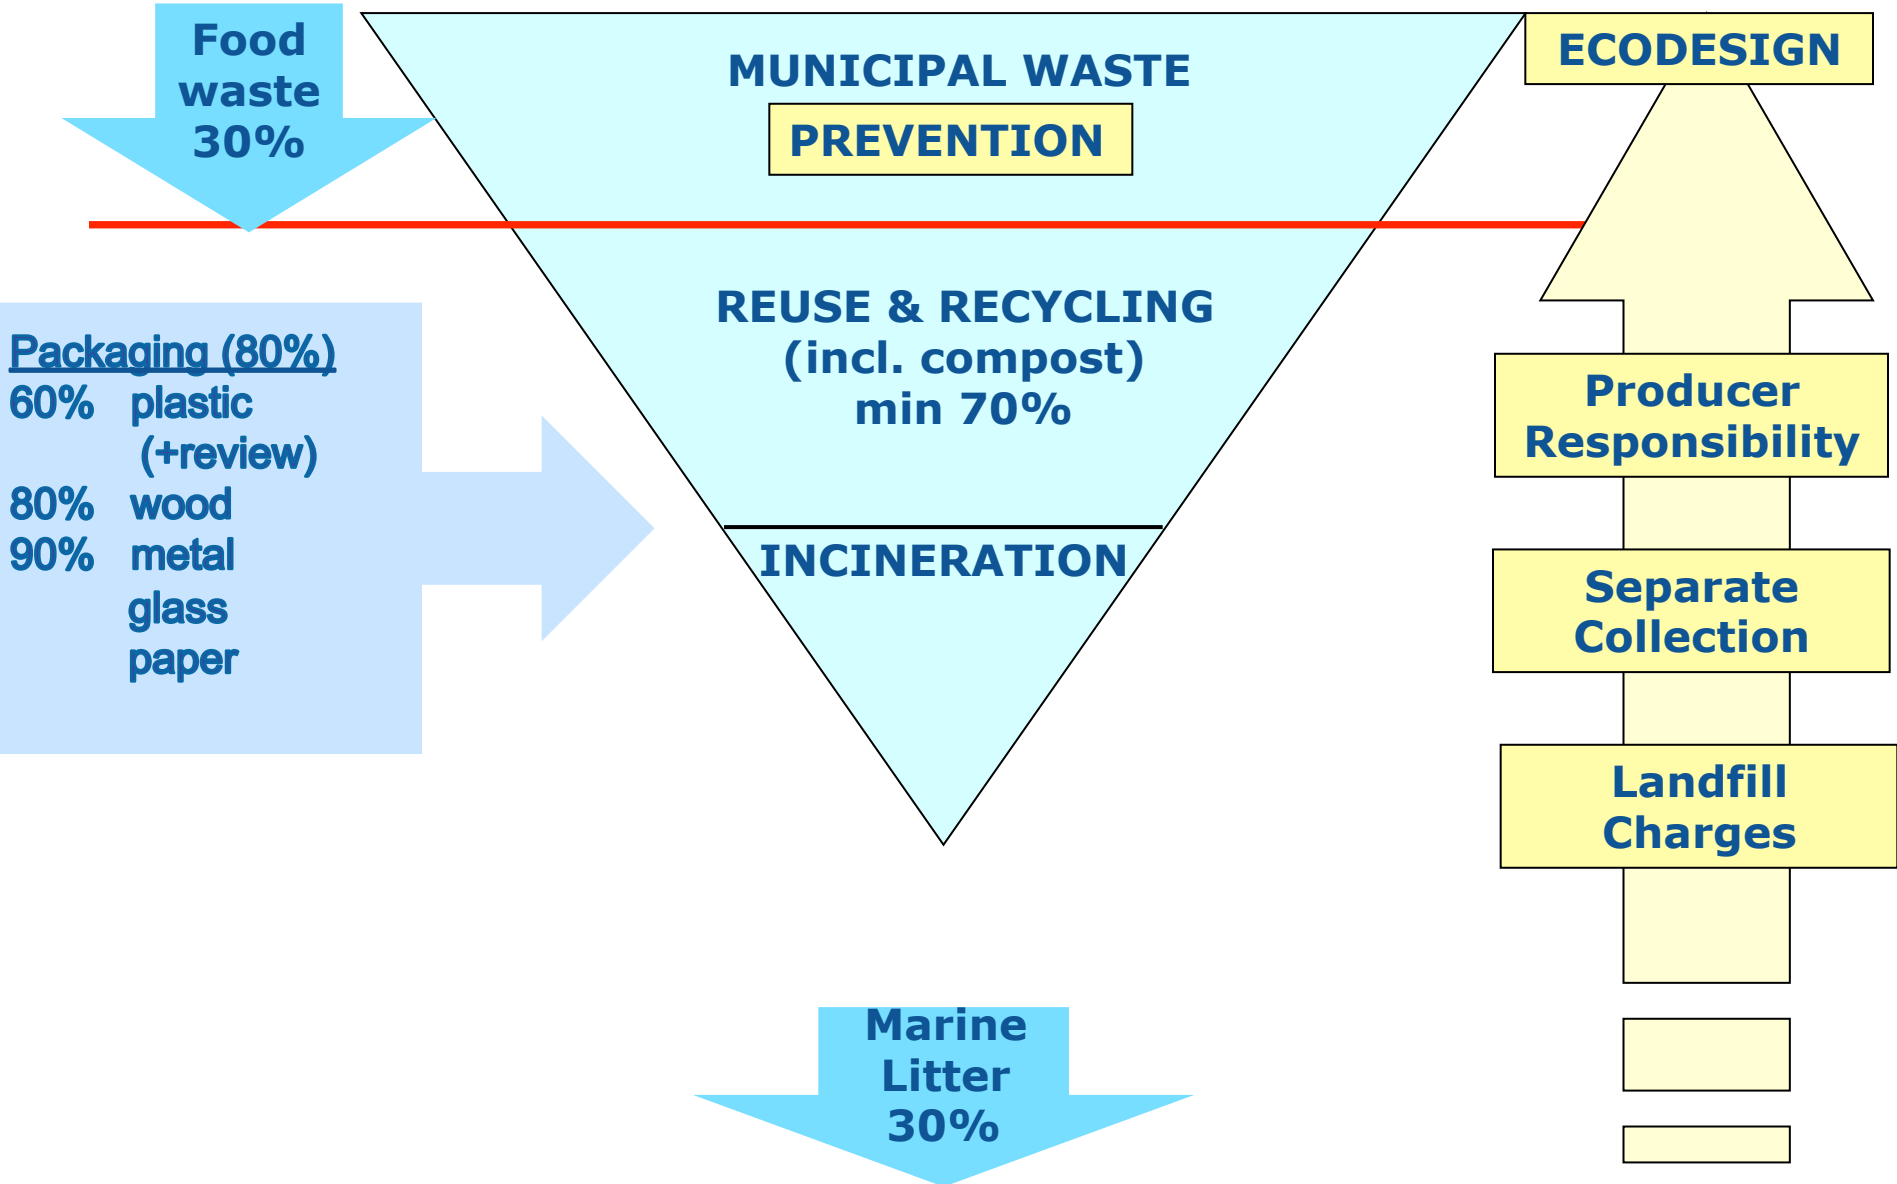 Food
waste
30%
MUNICIPAL WASTE
PREVENTION
ECODESIGN
Packaging (80%)
60% plastic
(+review)
80% wood
90% metal
glass
paper
REUSE & RECYCLING
(incl. compost)
min 70%
INCINERATION
Producer
Responsibility
Separate
Collection
Landfill
Charges
Marine
Litter
30%